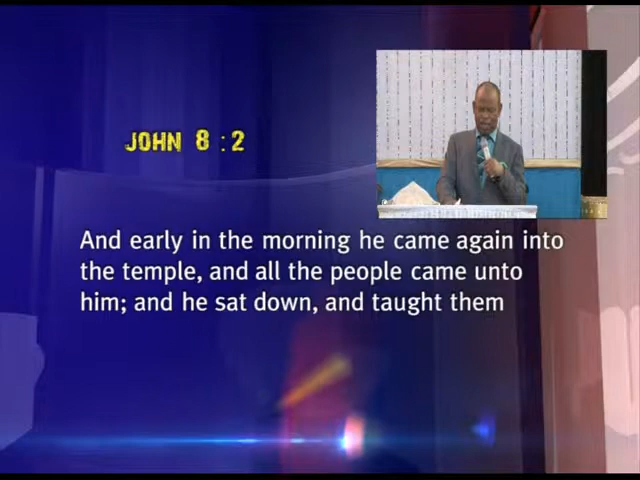 JOHN 8 : 2
And early in the morning he came again into
the temple, and all the people came unto
him; and he sat down, and taught them